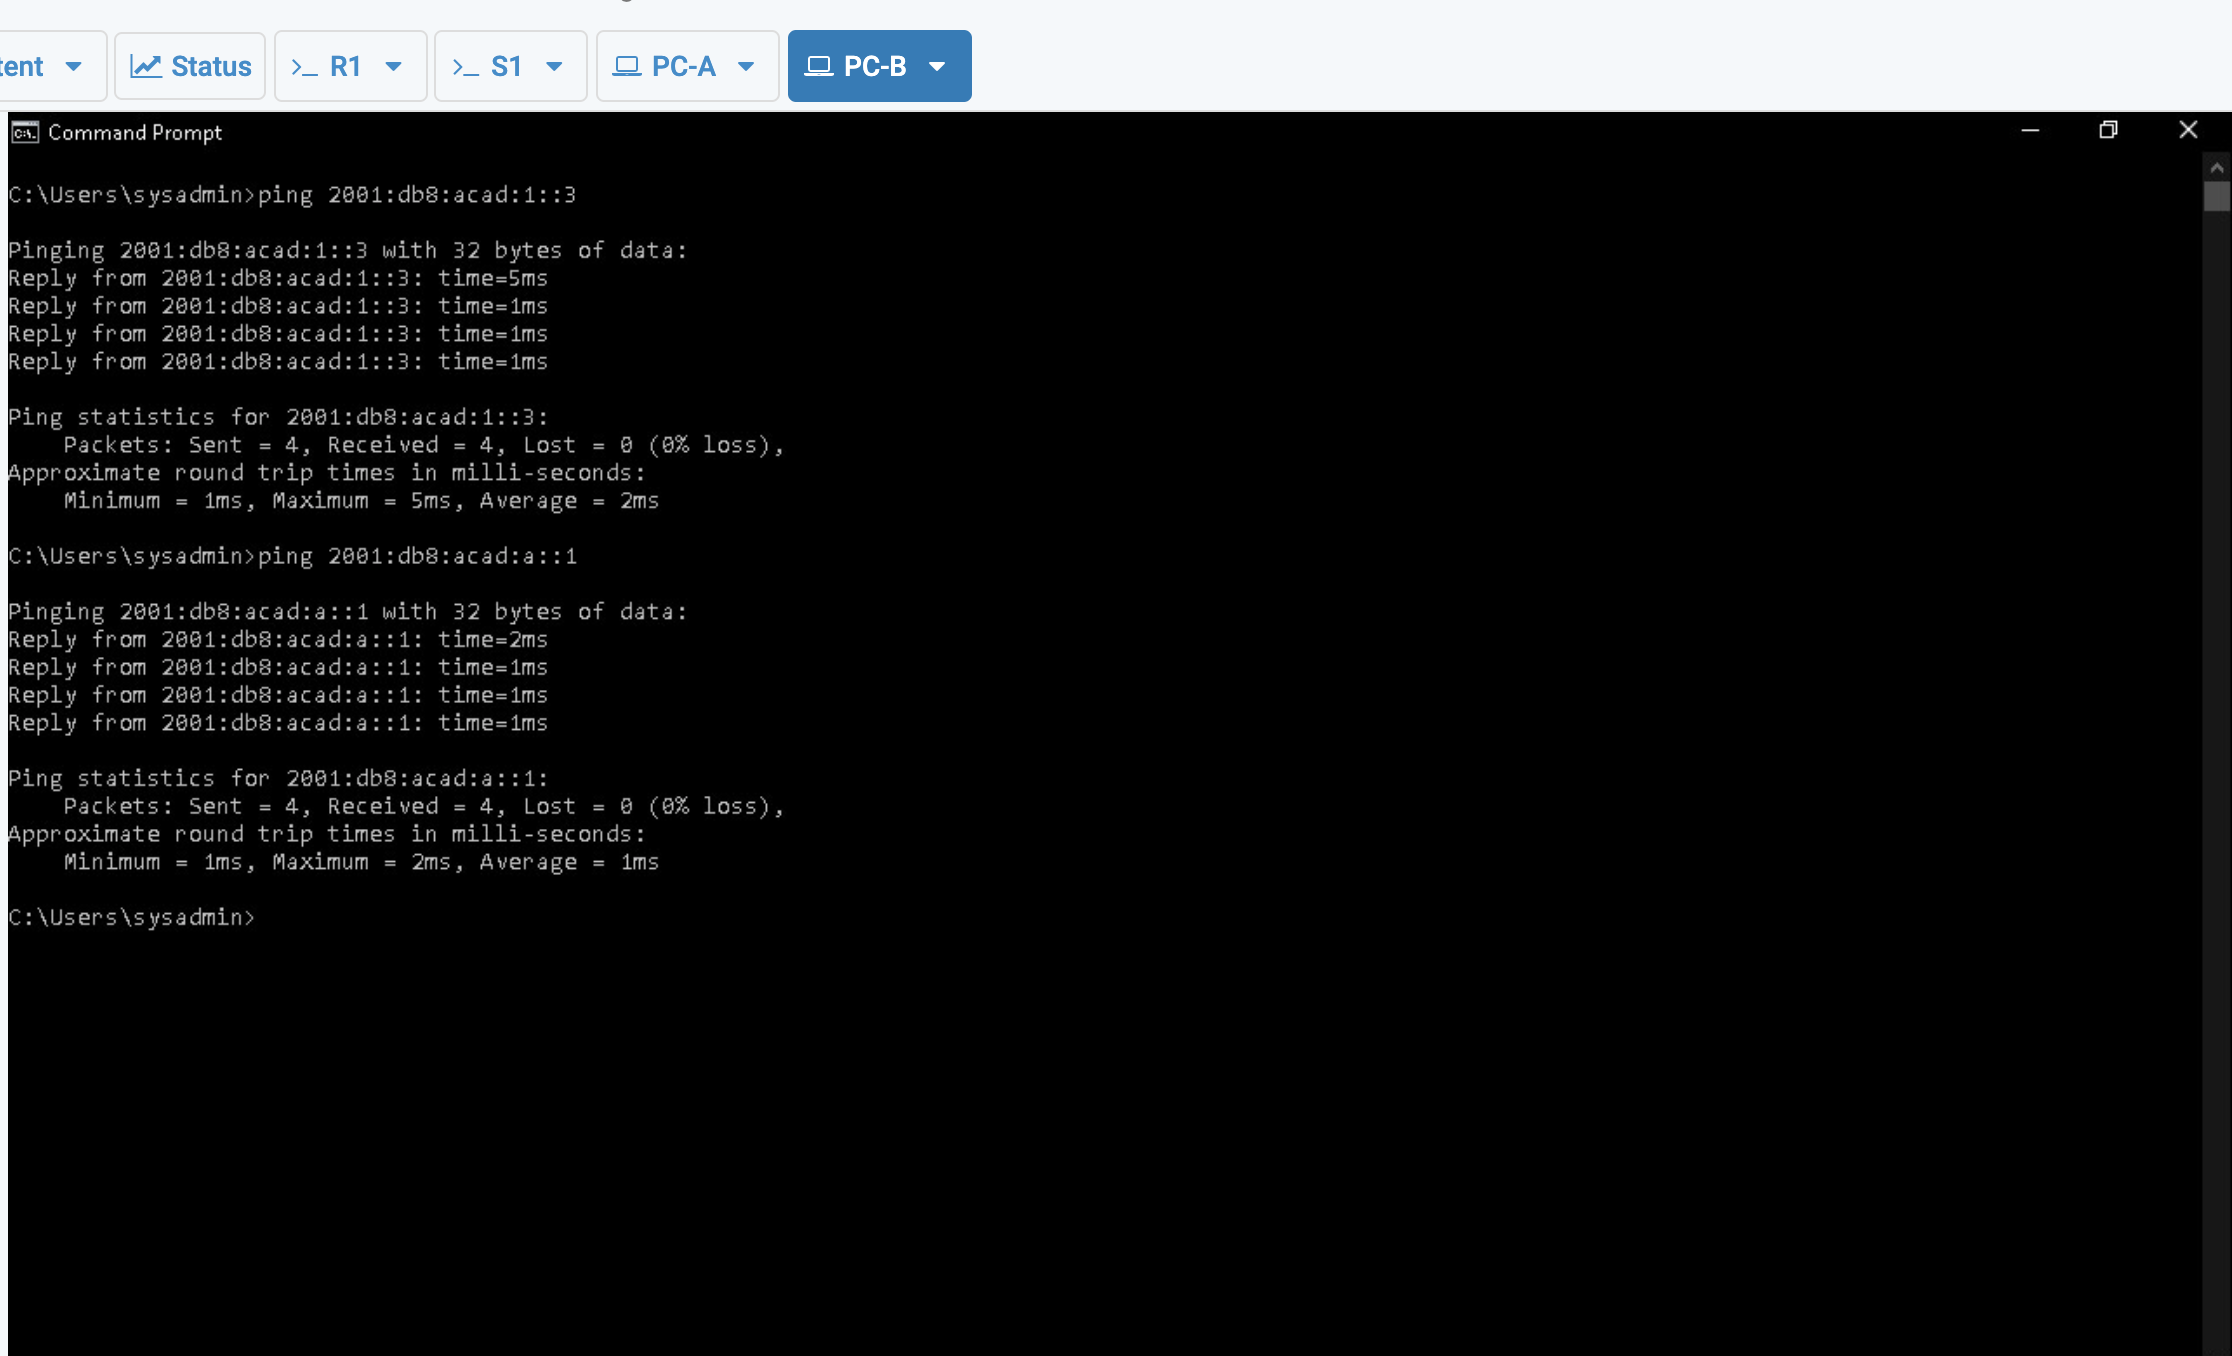 Status
R1
S1
PC-A
PC-B
Command Prompt
C:\Users\sysadmin>ping 2001:db8:acad:1::3
Pinging 2001:db8:acad:1::3 with 32 bytes of data:
Reply from 2001:db8:acad:1::3: time=5ms
Reply from 2001:db8:acad:1::3: time=1ms
Reply from 2001:db8:acad:1::3: time=1ms
Reply from 2001:db8:acad:1::3: time=1ms
Ping statistics for 2001:db8:acad:1::3:
    Packets: Sent = 4, Received = 4, Lost = 0 (0% loss),
Approximate round trip times in milli-seconds:
    Minimum = 1ms, Maximum = 5ms, Average = 2ms
C:\Users\sysadmin>ping 2001:db8:acad:a::1
Pinging 2001:db8:acad:a::1 with 32 bytes of data:
Reply from 2001:db8:acad:a::1: time=2ms
Reply from 2001:db8:acad:a::1: time=1ms
Reply from 2001:db8:acad:a::1: time=1ms
Reply from 2001:db8:acad:a::1: time=1ms
Ping statistics for 2001:db8:acad:a::1:
    Packets: Sent = 4, Received = 4, Lost = 0 (0% loss),
Approximate round trip times in milli-seconds:
    Minimum = 1ms, Maximum = 2ms, Average = 1ms
C:\Users\sysadmin>